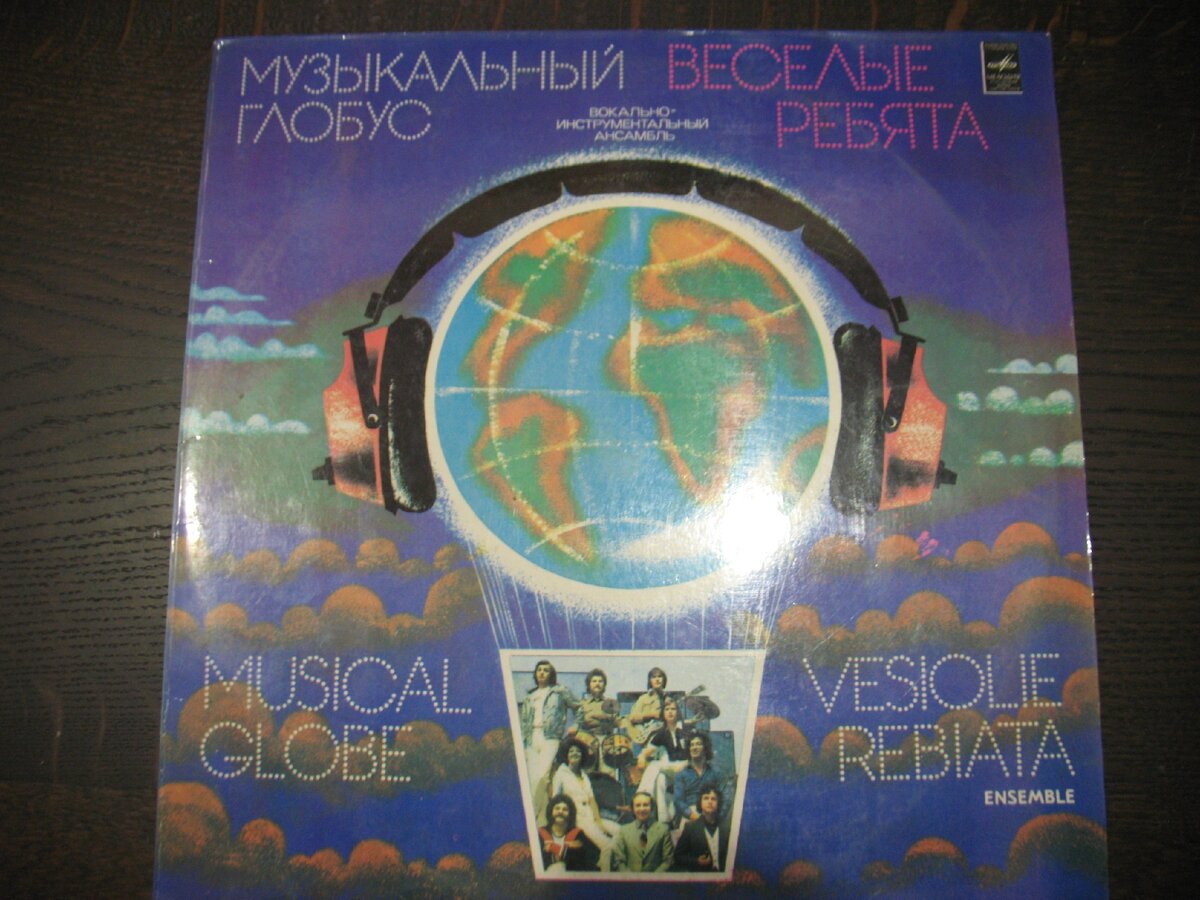 МУЗЫКАЛЬНЫЙ
ГЛОБУС
ВОКАЛЬНО-
ИНСТРУМЕНТАЛЬНЫЙ
АНСАМБЛЬ
ВЕСЕЛЫЕ
РЕБЯТА
MUSICAL
GLOBE
VESIOLIE
REBIATA
ENSEMBLE